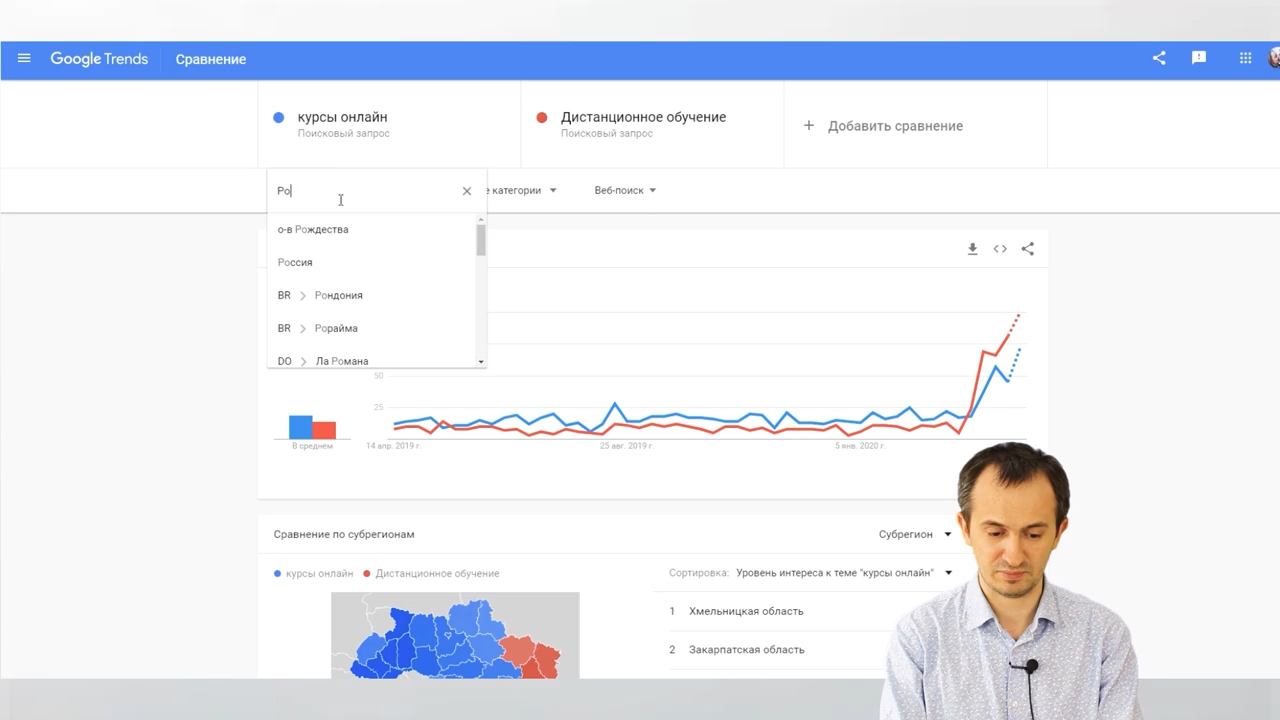 Google Trends
Сравнение
курсы онлайн
Поисковый запрос
Дистанционное обучение
Поисковый запрос
+ Добавить сравнение
Ро
е категории
Веб-поиск
о-в Рождества
Россия
BR > Рондония
BR > Рорайма
DO > Ла Романа
50
25
В среднем
14 апр. 2019 г.
25 авг. 2019 г.
5 янв. 2020 г.
Сравнение по субрегионам
Субрегион
курсы онлайн
Дистанционное обучение
Сортировка: Уровень интереса к теме "курсы онлайн"
1 Хмельницкая область
2 Закарпатская область